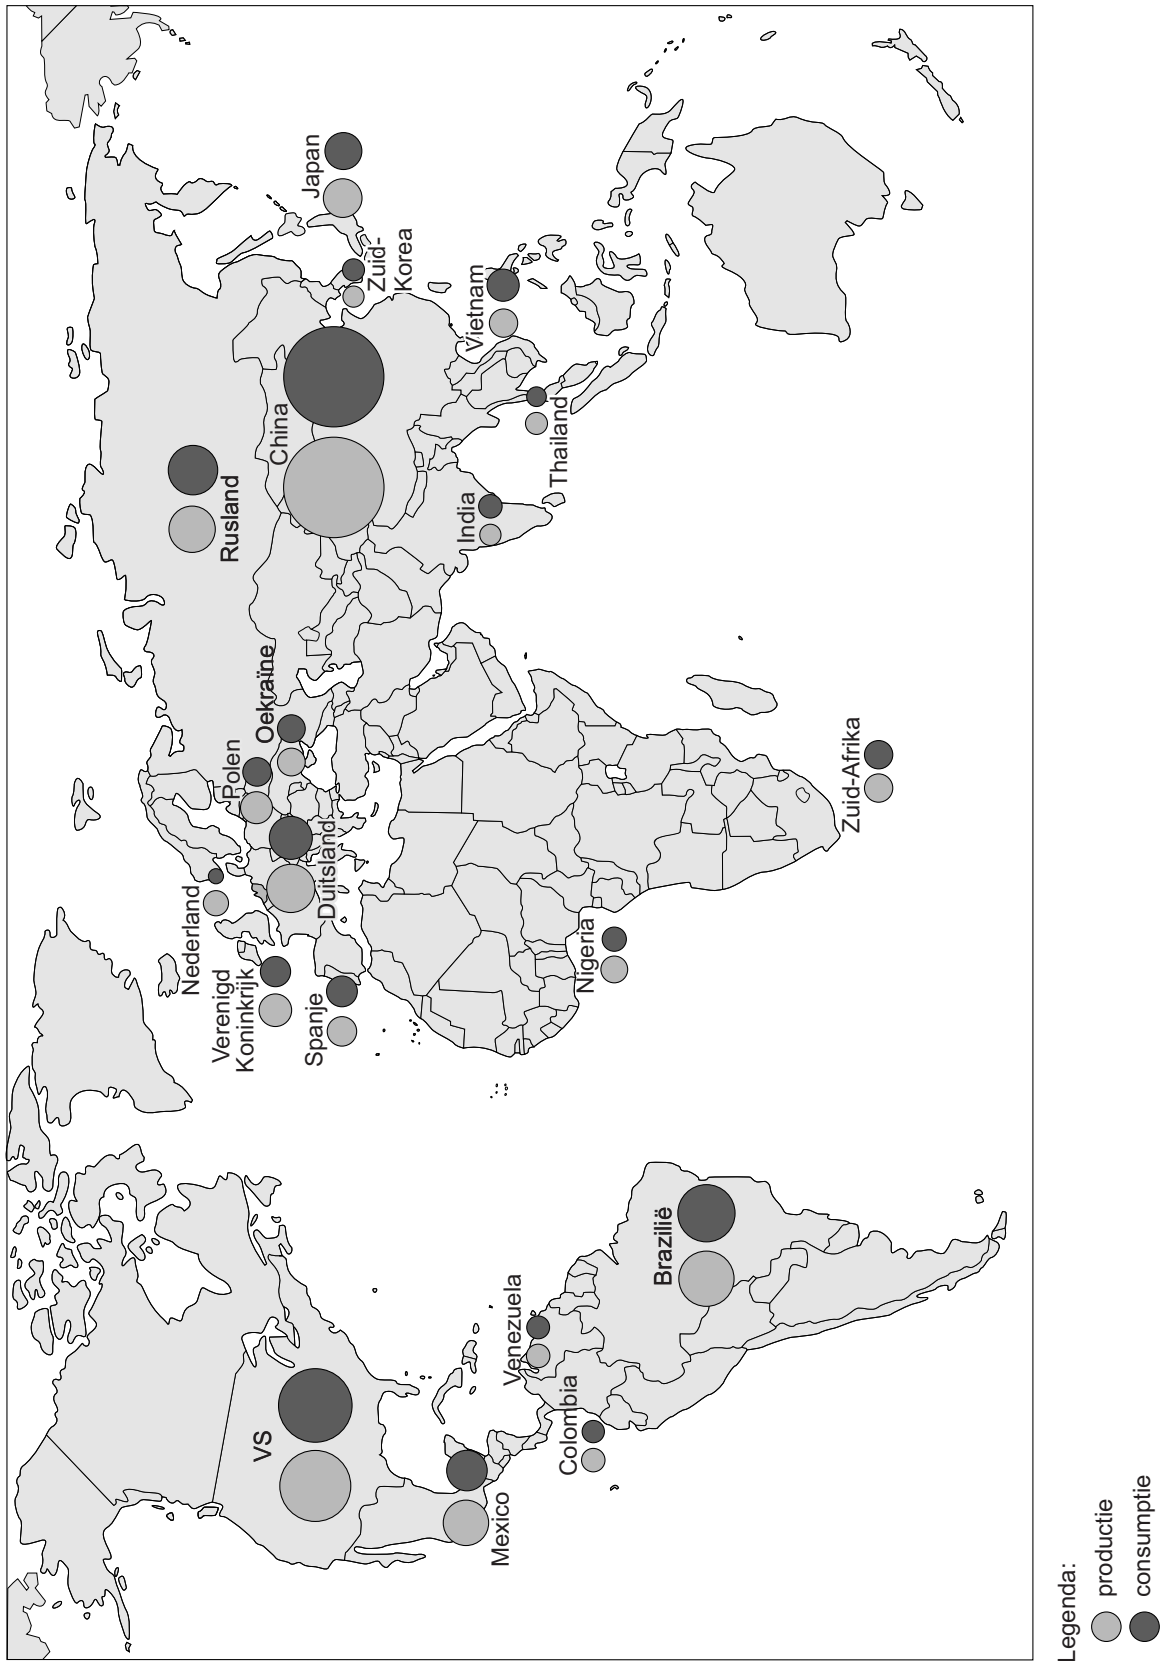 Nederland
Verenigd
Koninkrijk
Spanje
Polen
Oekraïne
Duitsland
Rusland
China
Japan
Zuid-
Korea
Vietnam
Thailand
India
VS
Mexico
Venezuela
Colombia
Brazilië
Nigeria
Zuid-Afrika
Legenda:
productie
consumptie